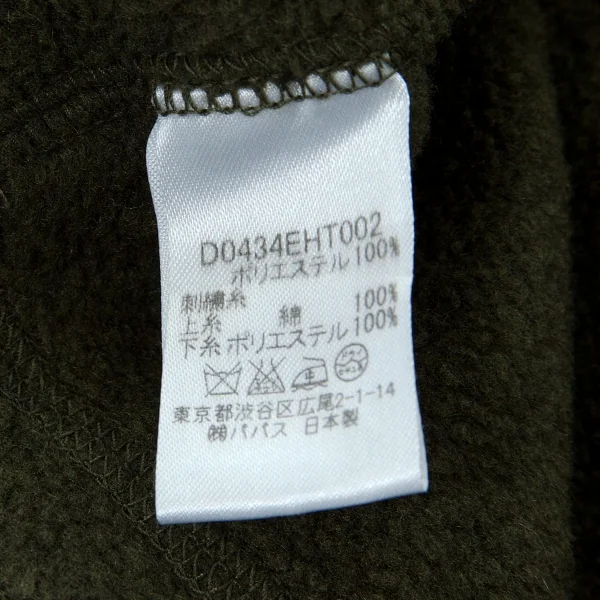 D0434EHT002
ポリエステル100%
刺繍糸
上糸 綿 100%
下糸 ポリエステル100%
東京都渋谷区広尾2-1-14
㈱パパス 日本製